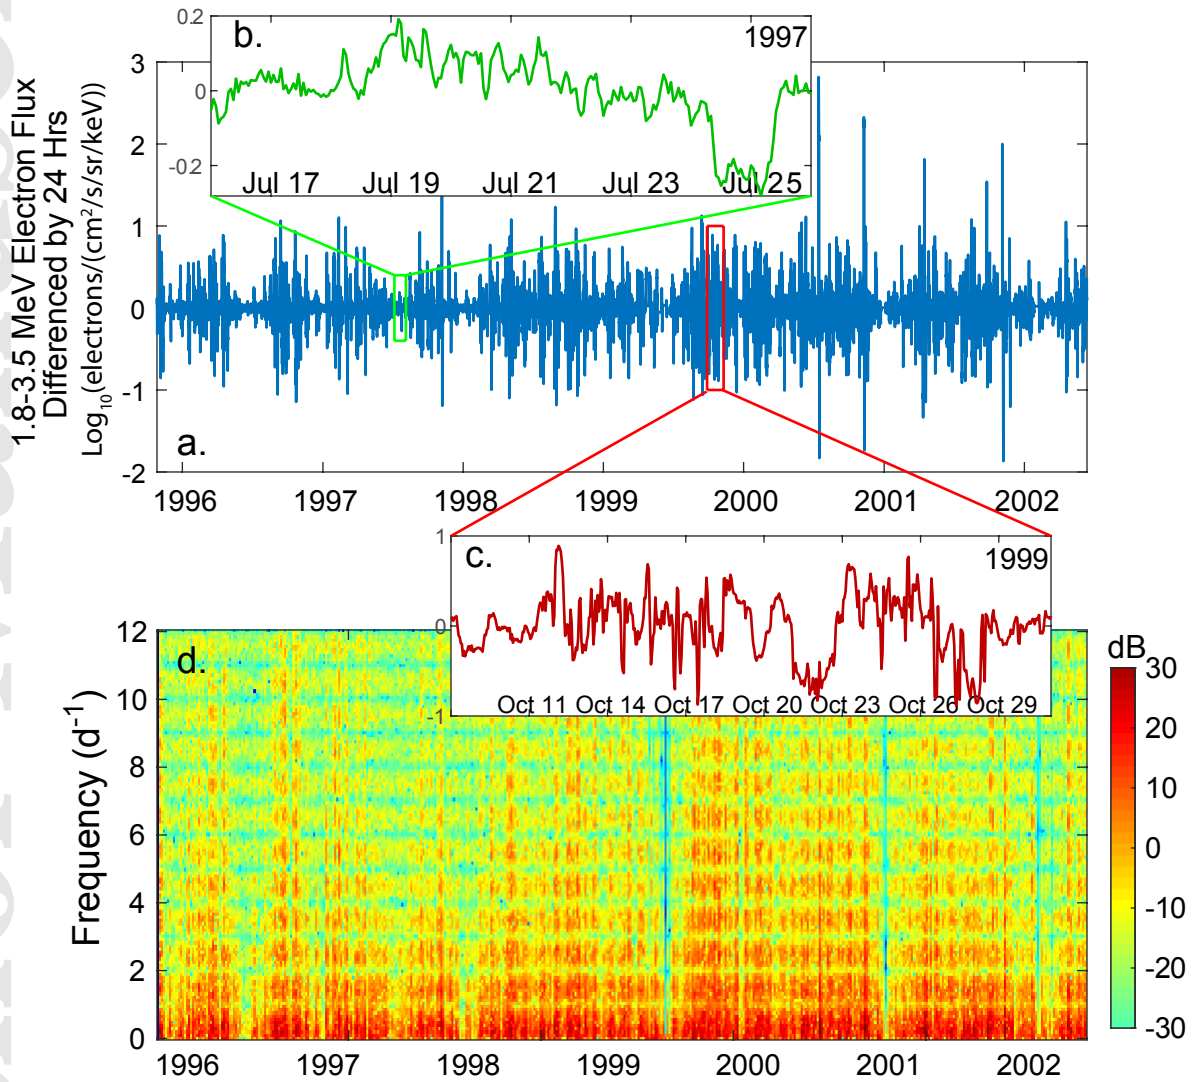 b.
1997
0.2
0
-0.2
Jul 17 Jul 19 Jul 21 Jul 23 Jul 25
1.8-3.5 MeV Electron Flux
Differenced by 24 Hrs
Log₁₀(electrons/(cm²/s/sr/keV))
3
2
1
0
-1
-2
a.
1996 1997 1998 1999 2000 2001 2002
c.
1999
1
0
-1
Oct 11 Oct 14 Oct 17 Oct 20 Oct 23 Oct 26 Oct 29
d.
Frequency (d⁻¹)
12
10
8
6
4
2
0
1996 1997 1998 1999 2000 2001 2002
dB
30
20
10
0
-10
-20
-30